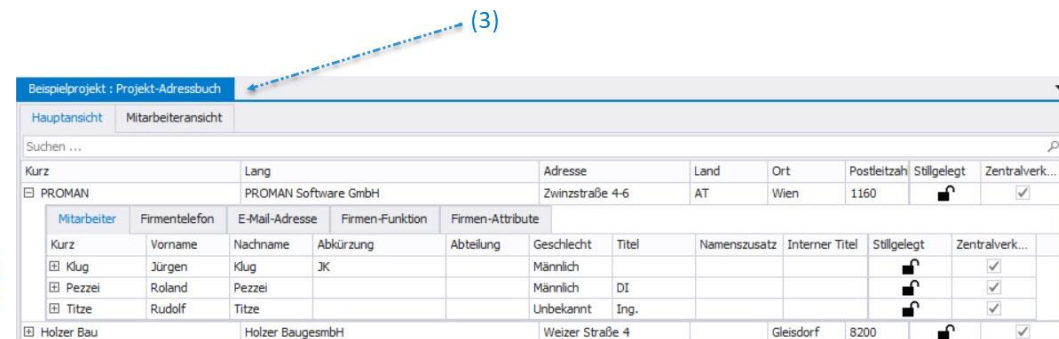 (3)
Beispielprojekt : Projekt-Adressbuch
Hauptansicht Mitarbeiteransicht
Suchen ...
Kurz Lang Adresse Land Ort Postleitzahl Stillgelegt Zentralverk...
PROMAN PROMAN Software GmbH Zwinzstraße 4-6 AT Wien 1160
Mitarbeiter Firmentelefon E-Mail-Adresse Firmen-Funktion Firmen-Attribute
Kurz Vorname Nachname Abkürzung Abteilung Geschlecht Titel Namenszusatz Interner Titel Stillgelegt Zentralverk...
Klug Jürgen Klug JK Männlich
Pezzei Roland Pezzei Männlich DI
Titze Rudolf Titze Unbekannt Ing.
Holzer Bau Holzer BaugesmbH Weizer Straße 4 Gleisdorf 8200